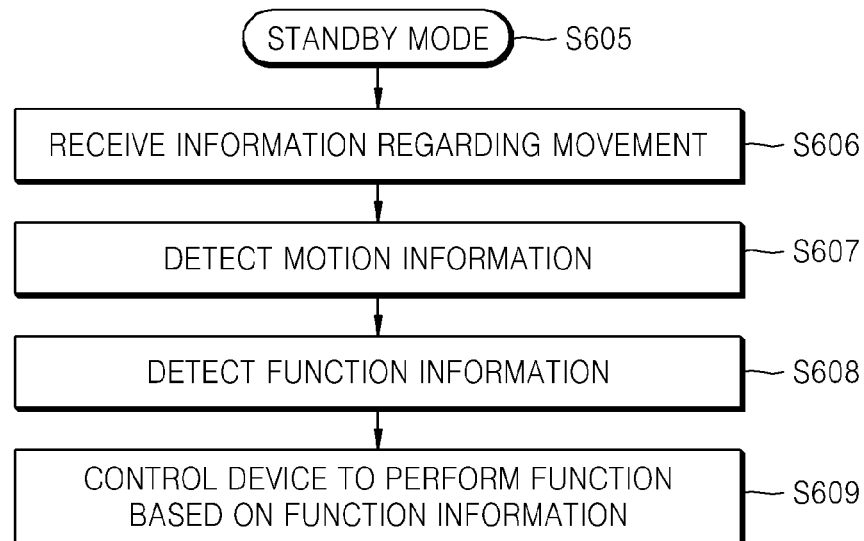 STANDBY MODE S605
RECEIVE INFORMATION REGARDING MOVEMENT S606
DETECT MOTION INFORMATION S607
DETECT FUNCTION INFORMATION S608
CONTROL DEVICE TO PERFORM FUNCTION
BASED ON FUNCTION INFORMATION S609